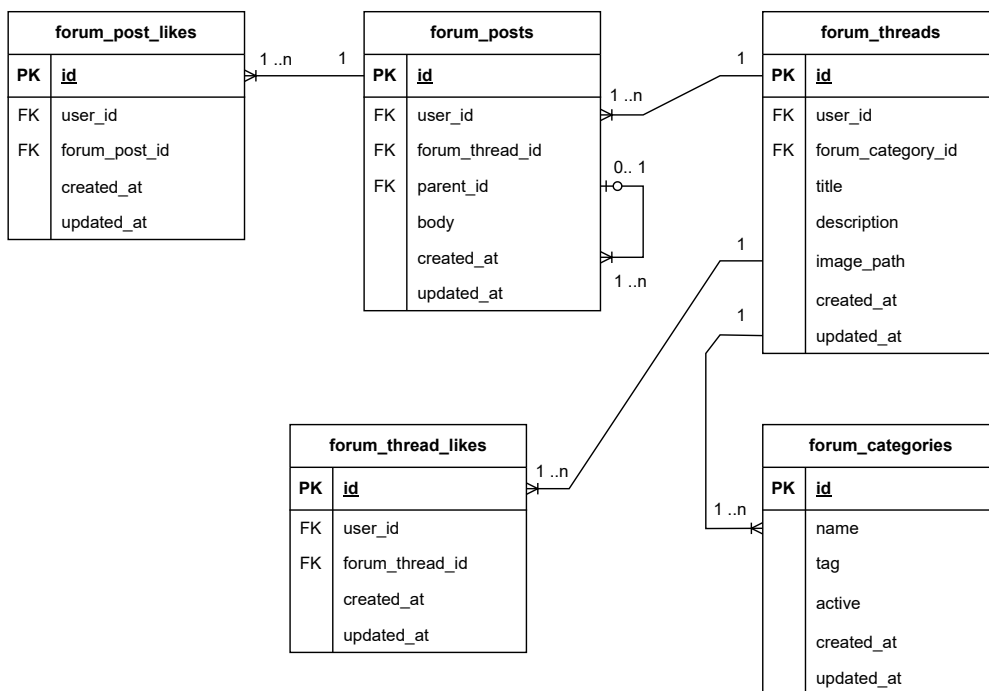 forum_post_likes
PK id
FK user_id
FK forum_post_id
created_at
updated_at
1 ..n
1
forum_posts
PK id
FK user_id
FK forum_thread_id
FK parent_id
body
created_at
updated_at
1
1 ..n
0.. 1
1 ..n
forum_threads
PK id
FK user_id
FK forum_category_id
title
description
image_path
created_at
updated_at
1
1
forum_thread_likes
PK id
FK user_id
FK forum_thread_id
created_at
updated_at
1 ..n
1 ..n
forum_categories
PK id
name
tag
active
created_at
updated_at